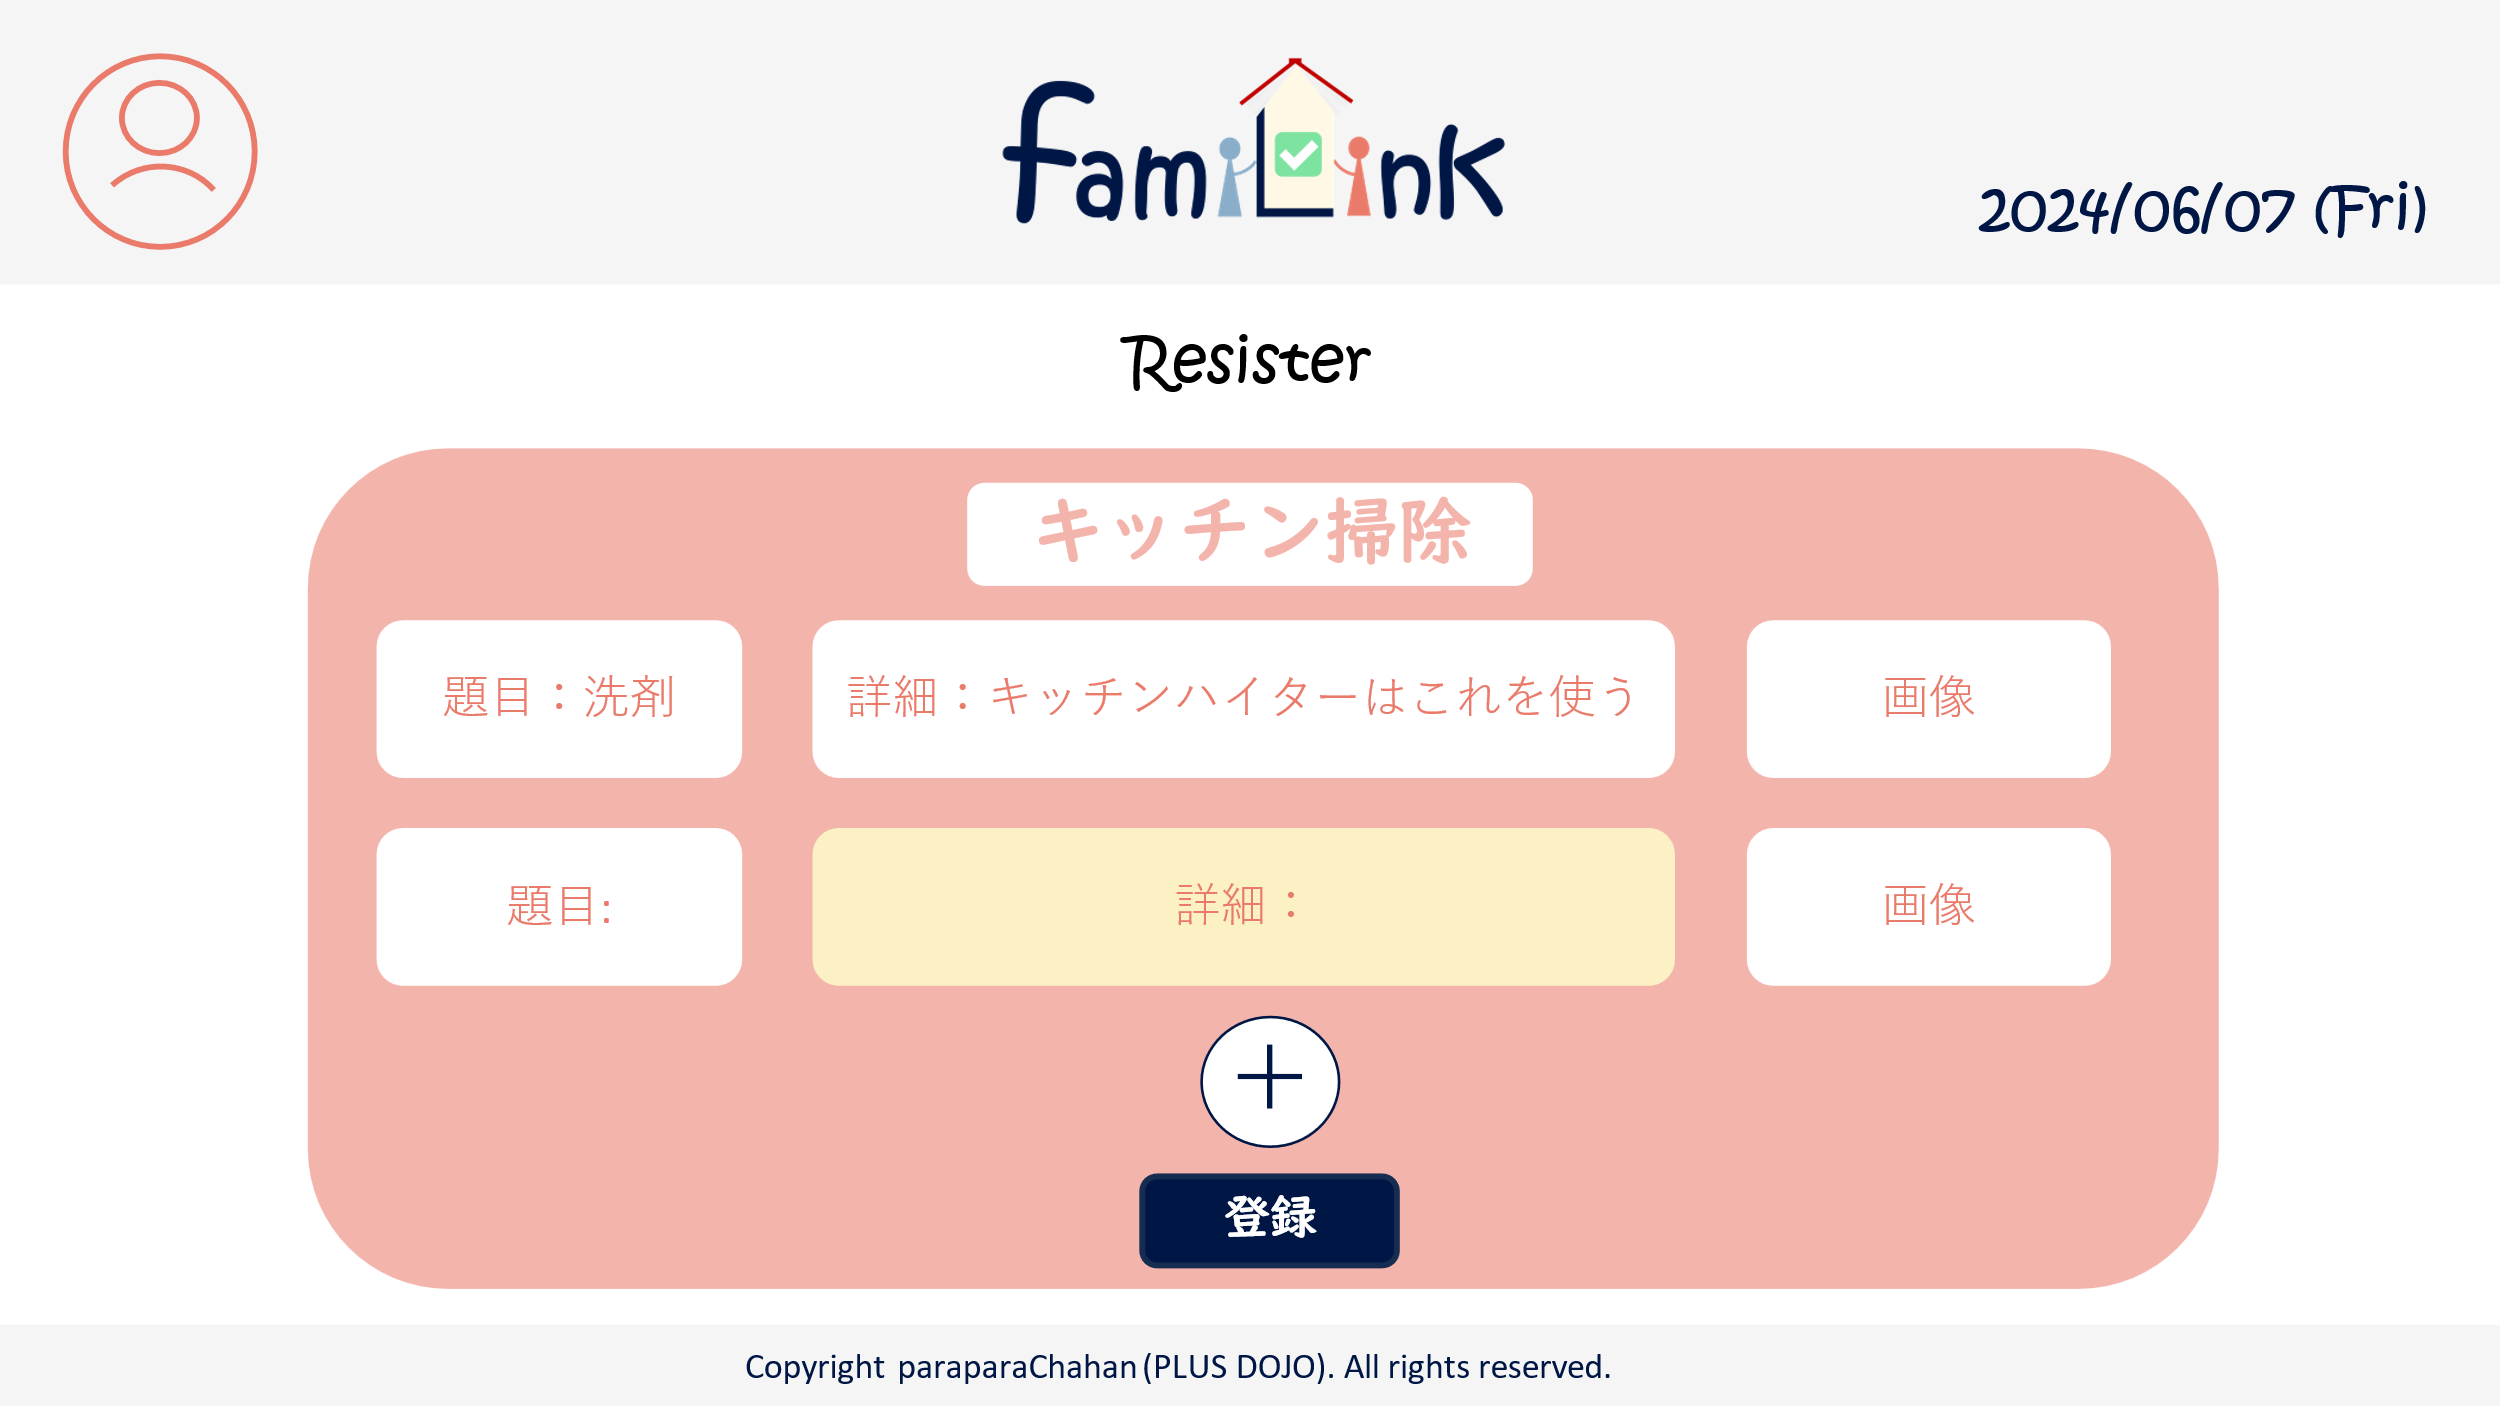 FamiLink
2024/06/07 (Fri)
Resister
キッチン掃除
題目：洗剤
詳細：キッチンハイターはこれを使う
画像
題目:
詳細：
画像
登録
Copyright paraparaChahan(PLUS DOJO). All rights reserved.